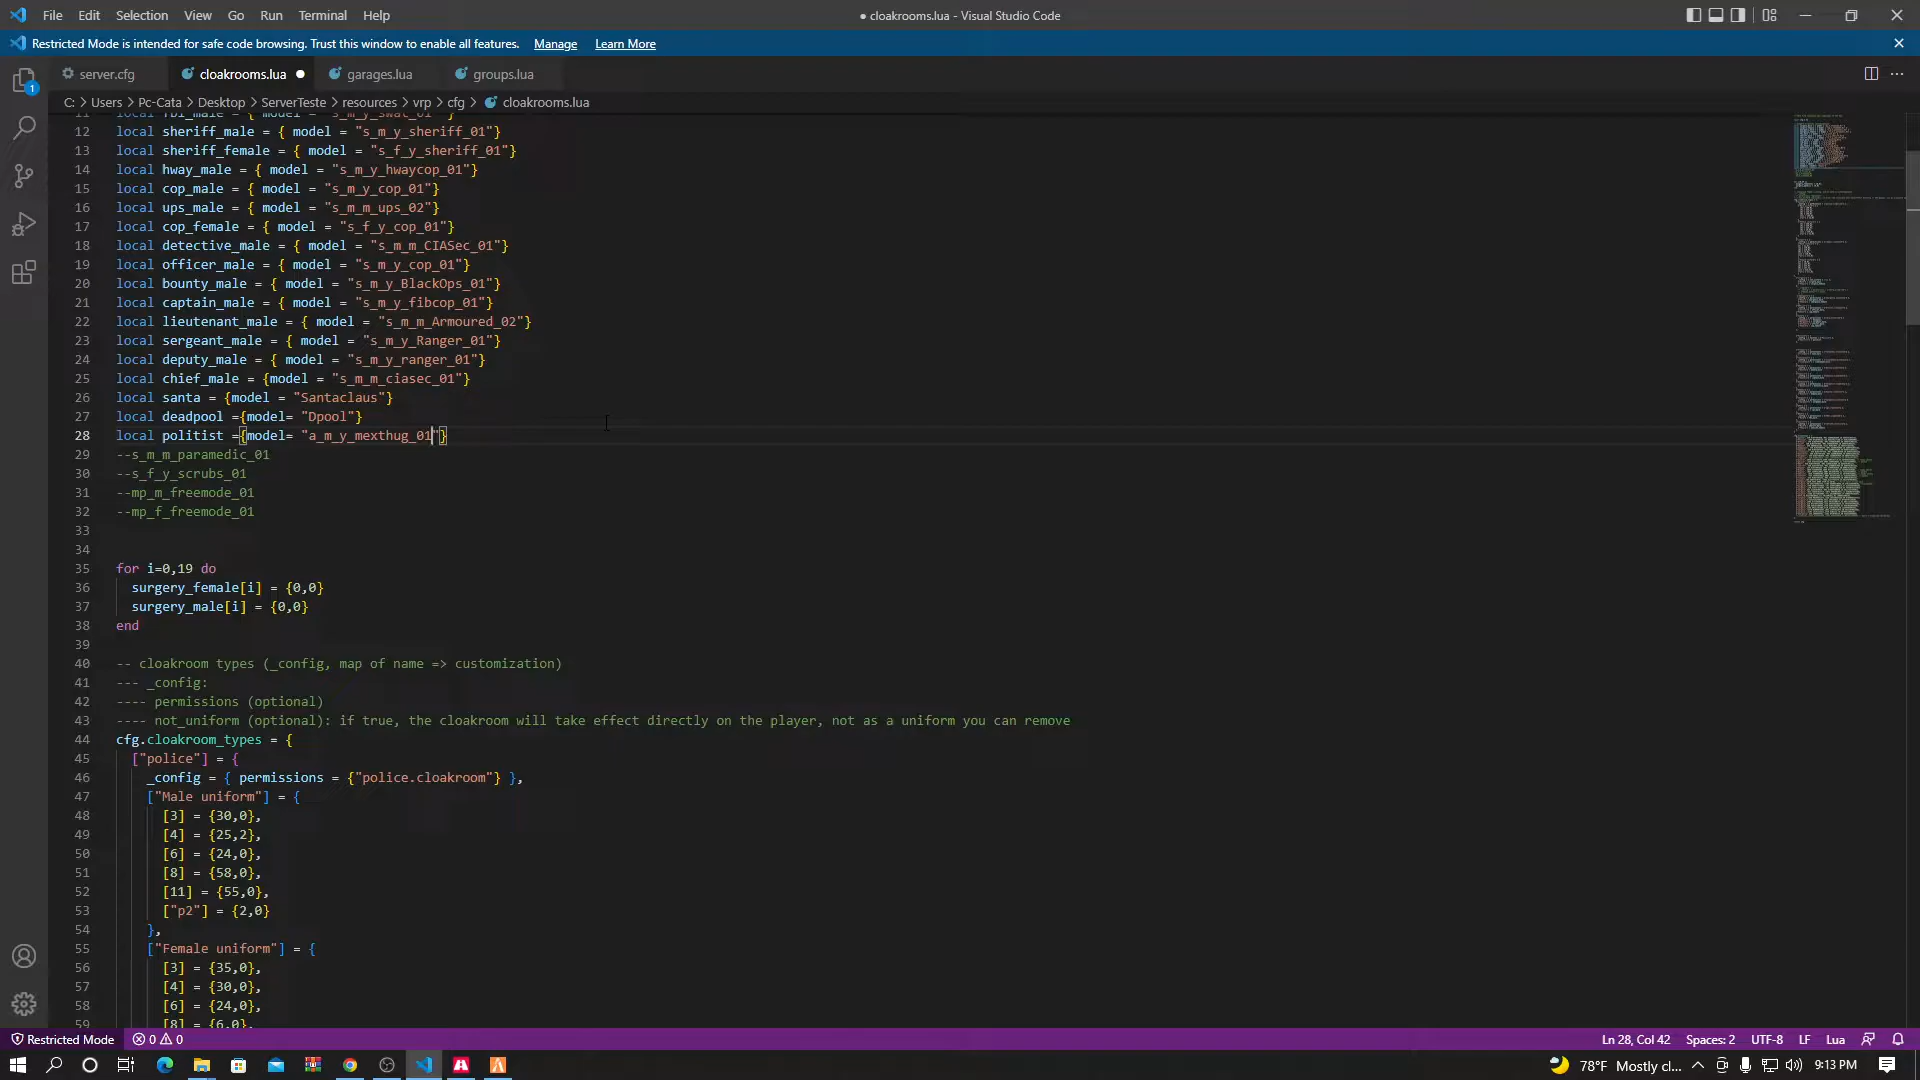 File Edit Selection View Go Run Terminal Help
● cloakrooms.lua - Visual Studio Code
Restricted Mode is intended for safe code browsing. Trust this window to enable all features. Manage Learn More
server.cfg cloakrooms.lua garages.lua groups.lua
C: > Users > Pc-Cata > Desktop > ServerTeste > resources > vrp > cfg > cloakrooms.lua
11 local fbi_male = { model = "s_m_y_swat_01"}
12 local sheriff_male = { model = "s_m_y_sheriff_01"}
13 local sheriff_female = { model = "s_f_y_sheriff_01"}
14 local hway_male = { model = "s_m_y_hwaycop_01"}
15 local cop_male = { model = "s_m_y_cop_01"}
16 local ups_male = { model = "s_m_m_ups_02"}
17 local cop_female = { model = "s_f_y_cop_01"}
18 local detective_male = { model = "s_m_m_CIASec_01"}
19 local officer_male = { model = "s_m_y_cop_01"}
20 local bounty_male = { model = "s_m_y_BlackOps_01"}
21 local captain_male = { model = "s_m_y_fibcop_01"}
22 local lieutenant_male = { model = "s_m_m_Armoured_02"}
23 local sergeant_male = { model = "s_m_y_Ranger_01"}
24 local deputy_male = { model = "s_m_y_ranger_01"}
25 local chief_male = {model = "s_m_m_ciasec_01"}
26 local santa = {model = "Santaclaus"}
27 local deadpool ={model= "Dpool"}
28 local politist ={model= "a_m_y_mexthug_01"}
29 --s_m_m_paramedic_01
30 --s_f_y_scrubs_01
31 --mp_m_freemode_01
32 --mp_f_freemode_01
33
34
35 for i=0,19 do
36 surgery_female[i] = {0,0}
37 surgery_male[i] = {0,0}
38 end
39
40 -- cloakroom types (_config, map of name => customization)
41 --- _config:
42 ---- permissions (optional)
43 ---- not_uniform (optional): if true, the cloakroom will take effect directly on the player, not as a uniform you can remove
44 cfg.cloakroom_types = {
45 ["police"] = {
46 _config = { permissions = {"police.cloakroom"} },
47 ["Male uniform"] = {
48 [3] = {30,0},
49 [4] = {25,2},
50 [6] = {24,0},
51 [8] = {58,0},
52 [11] = {55,0},
53 ["p2"] = {2,0}
54 },
55 ["Female uniform"] = {
56 [3] = {35,0},
57 [4] = {30,0},
58 [6] = {24,0},
59 [8] = {6,0},
Restricted Mode 0 0 Ln 28, Col 42 Spaces: 2 UTF-8 LF Lua
78°F Mostly cl... 9:13 PM